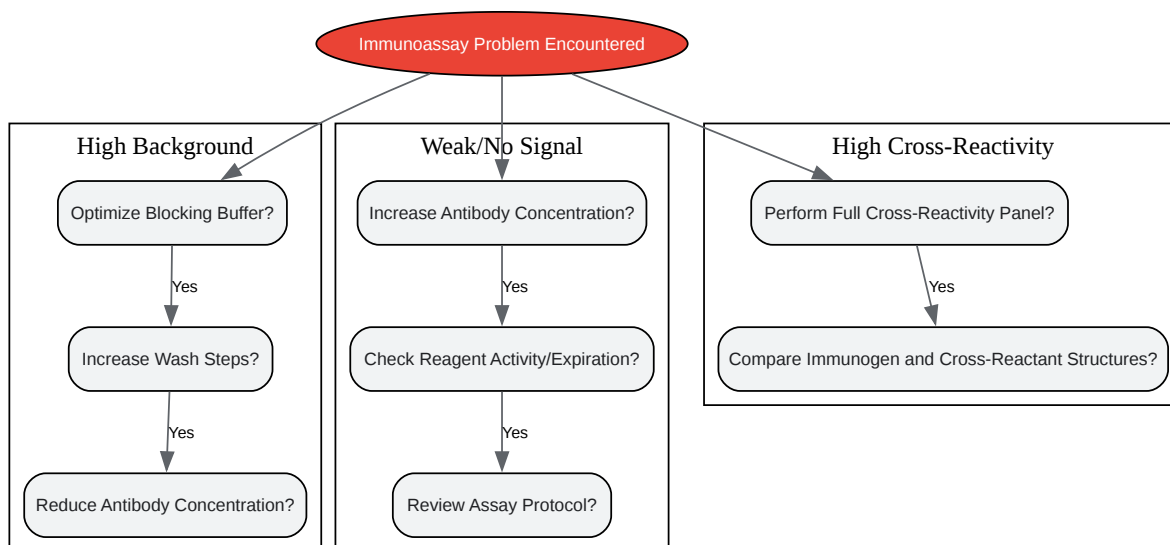 Immunoassay Problem Encountered
High Background
Optimize Blocking Buffer?
Yes
Increase Wash Steps?
Yes
Reduce Antibody Concentration?
Weak/No Signal
Increase Antibody Concentration?
Yes
Check Reagent Activity/Expiration?
Yes
Review Assay Protocol?
High Cross-Reactivity
Perform Full Cross-Reactivity Panel?
Yes
Compare Immunogen and Cross-Reactant Structures?